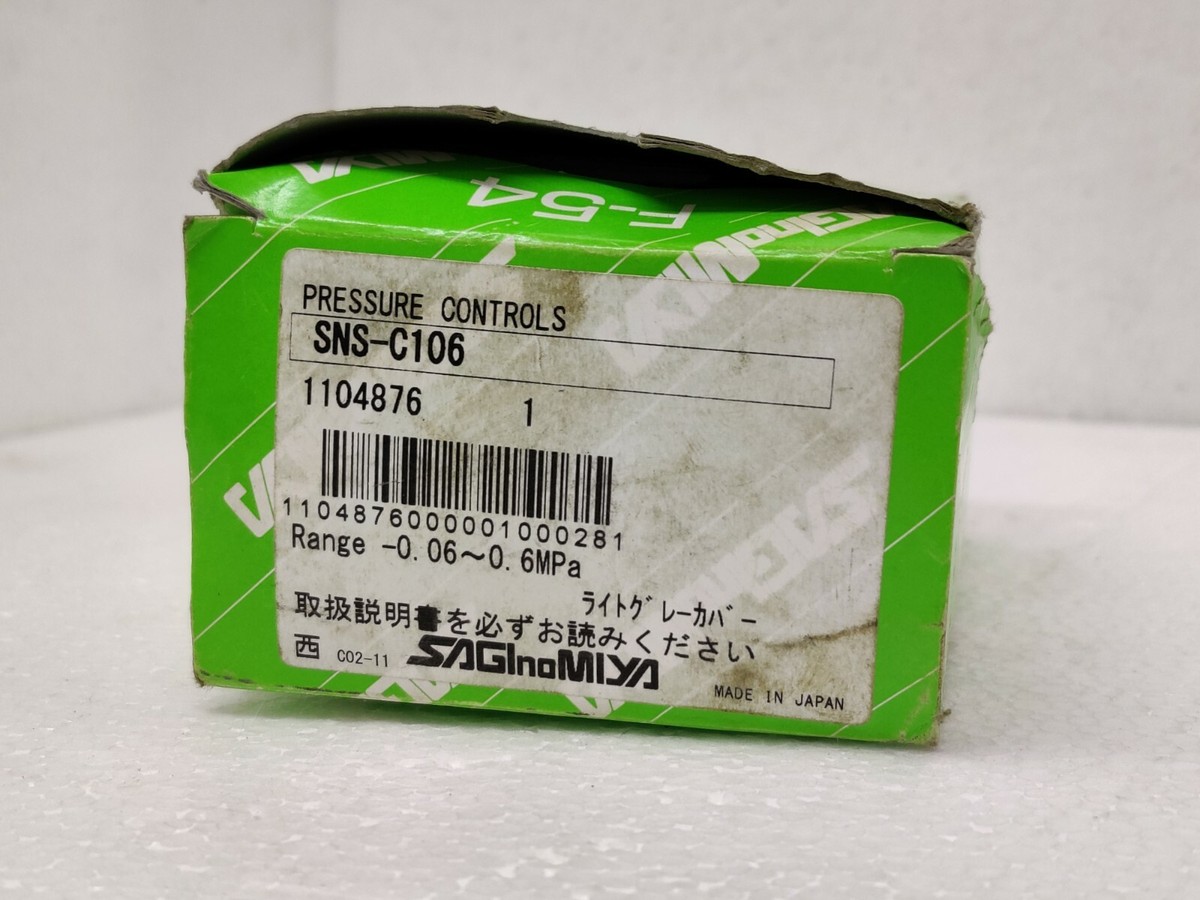 F-54
SAGInoMIYA
PRESSURE CONTROLS
SNS-C106
1104876 1
1104876000001000281
Range -0.06～0.6MPa
ﾗｲﾄｸﾞﾚｰｶﾊﾞｰ
取扱説明書を必ずお読みください
西 C02-11 SAGInoMIYA
MADE IN JAPAN